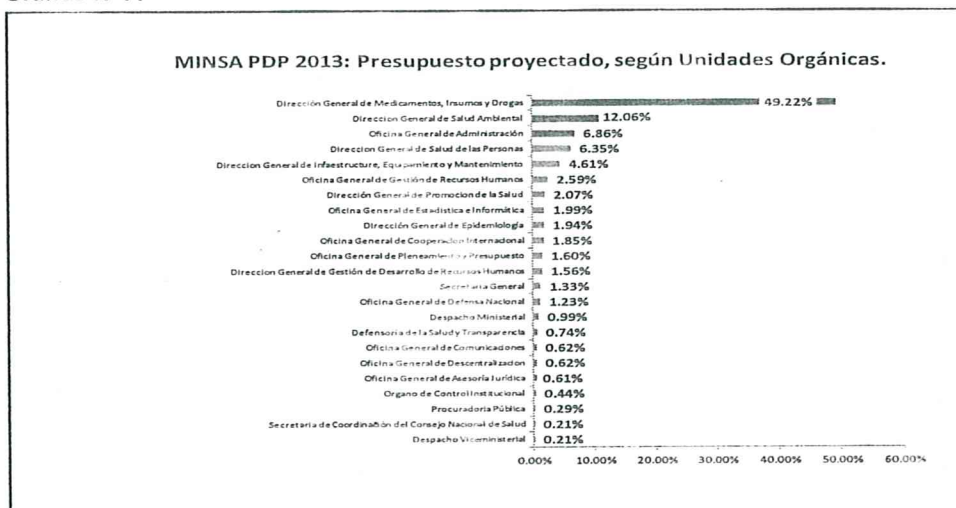 MINSA PDP 2013: Presupuesto proyectado, según Unidades Orgánicas.
Dirección General de Medicamentos, Insumos y Drogas 49.22%
Direccion General de Salud Ambiental 12.06%
Oficina General de Administración 6.86%
Dirección General de Salud de las Personas 6.35%
Direccion General de Infaestructure, Equipamiento y Mantenimiento 4.61%
Oficina General de Gestión de Recursos Humanos 2.59%
Dirección General de Promocion de la Salud 2.07%
Oficina General de Estadistica e Informática 1.99%
Dirección General de Epidemiología 1.94%
Oficina General de Cooperacion Internacional 1.85%
Oficina General de Pleneamiento y Presupuesto 1.60%
Direccion General de Gestión de Desarrollo de Recursos Humanos 1.56%
Secretaria General 1.33%
Oficina General de Defensa Nacional 1.23%
Despacho Ministerial 0.99%
Defensoria de la Salud y Transparencia 0.74%
Oficina General de Comunicaciones 0.62%
Oficina General de Descentralizacion 0.62%
Oficina General de Asesoría Jurídica 0.61%
Organo de Control Institucional 0.44%
Procuradoria Pública 0.29%
Secretaria de Coordinación del Consejo Nacional de Salud 0.21%
Despacho Viceministerial 0.21%
0.00% 10.00% 20.00% 30.00% 40.00% 50.00% 60.00%